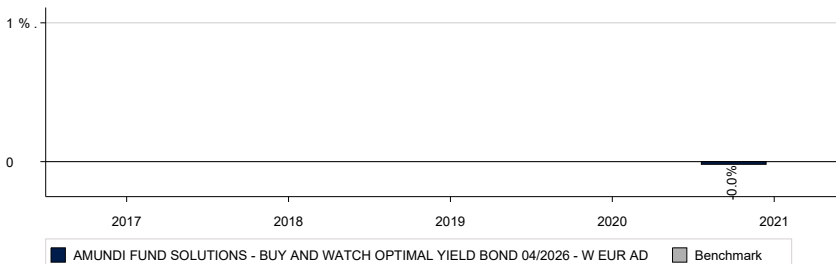 1 % .
0
-0.0%
2017 2018 2019 2020 2021
AMUNDI FUND SOLUTIONS - BUY AND WATCH OPTIMAL YIELD BOND 04/2026 - W EUR AD Benchmark